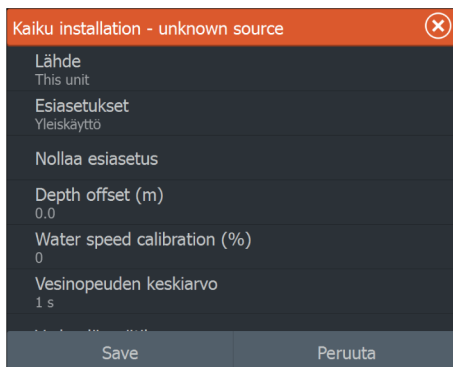 Kaiku installation - unknown source
Lähde
This unit
Esiasetukset
Yleiskäyttö
Nollaa esiasetus
Depth offset (m)
0.0
Water speed calibration (%)
0
Vesinopeuden keskiarvo
1 s
Save
Peruuta